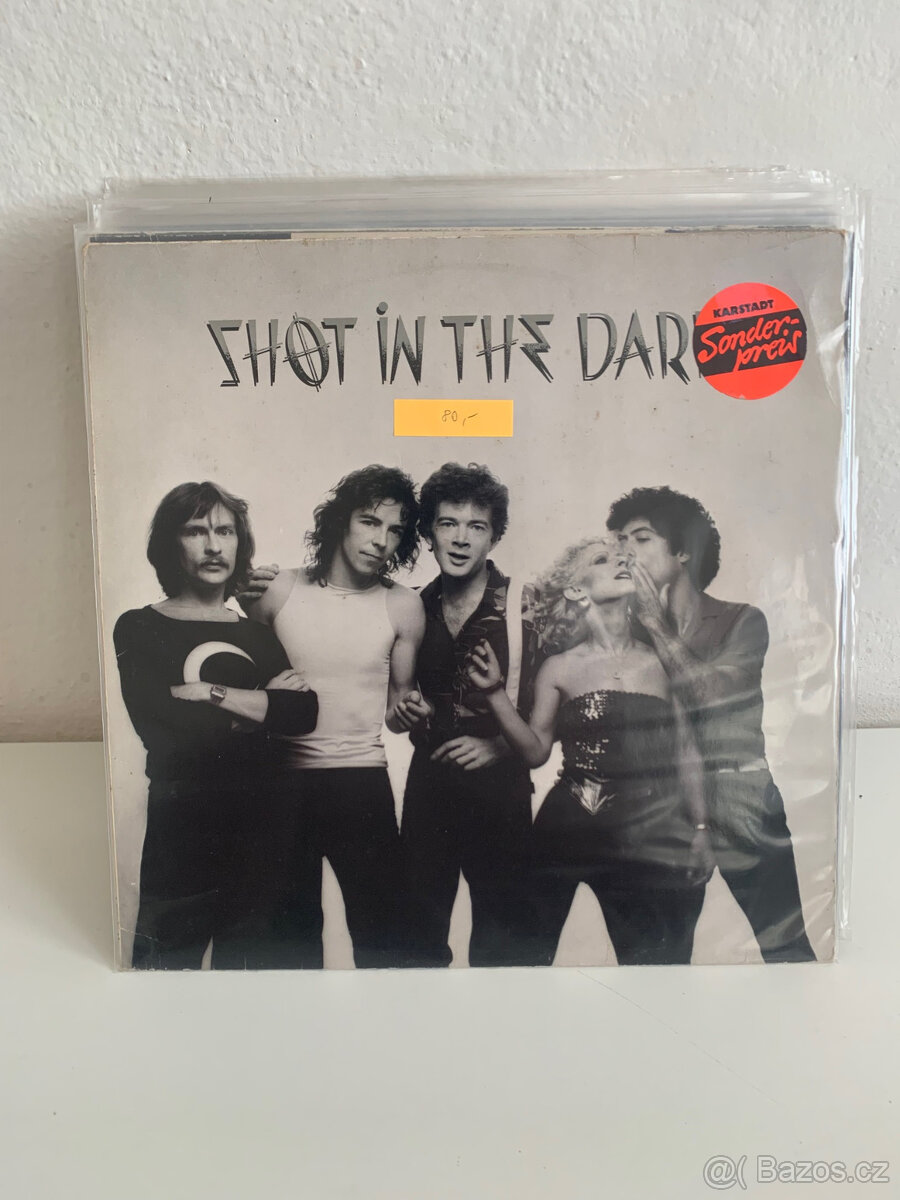 SHOT iN THE DAR
KARSTADT
Sonder-
preis
80,-
@( Bazos.cz